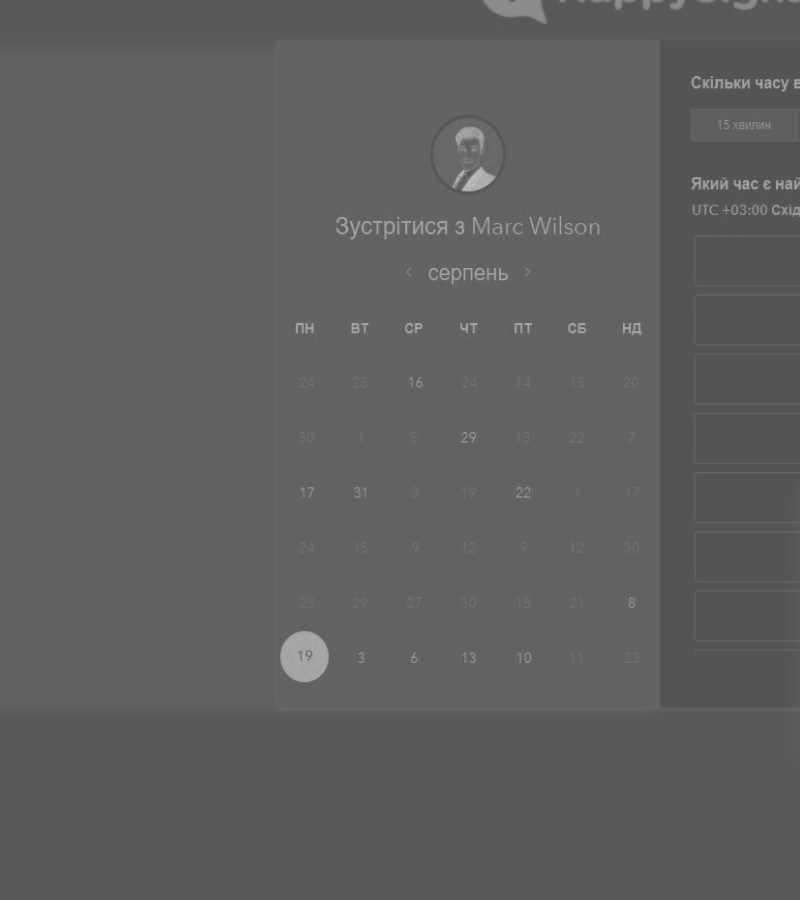 Зустрітися з Marc Wilson
‹ серпень ›
ПН ВТ СР ЧТ ПТ СБ НД
24 28 16 24 14 15 20
30 1 5 29 13 22 7
17 31 3 19 22 1 17
24 15 9 12 9 12 30
23 29 27 30 15 21 8
19 3 6 13 10 11 23
Скільки часу
15 хвилин
Який час є
UTC +03:00